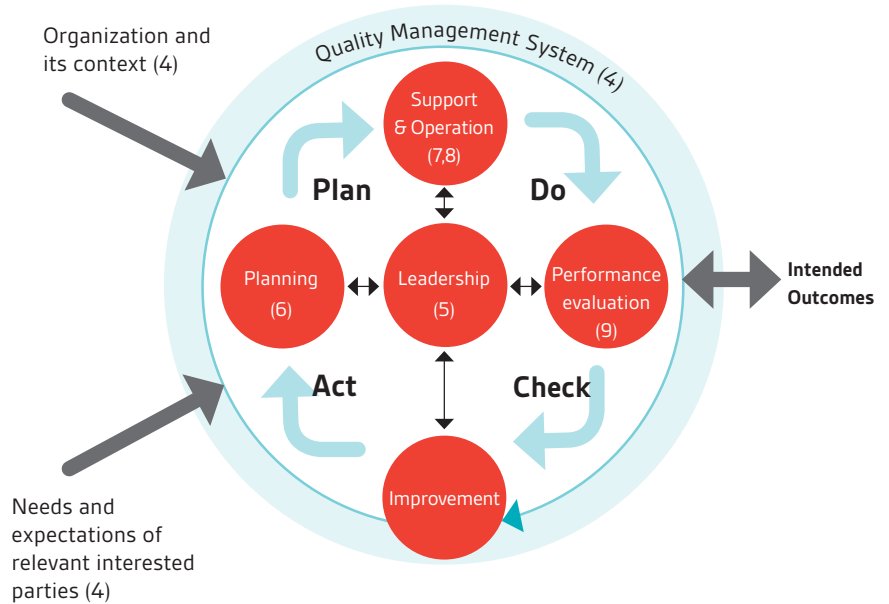 Organization and
its context (4)
Quality Management System (4)
Support
& Operation
(7,8)
Plan
Do
Planning
(6)
Leadership
(5)
Performance
evaluation
(9)
Intended
Outcomes
Act
Check
Improvement
Needs and
expectations of
relevant interested
parties (4)